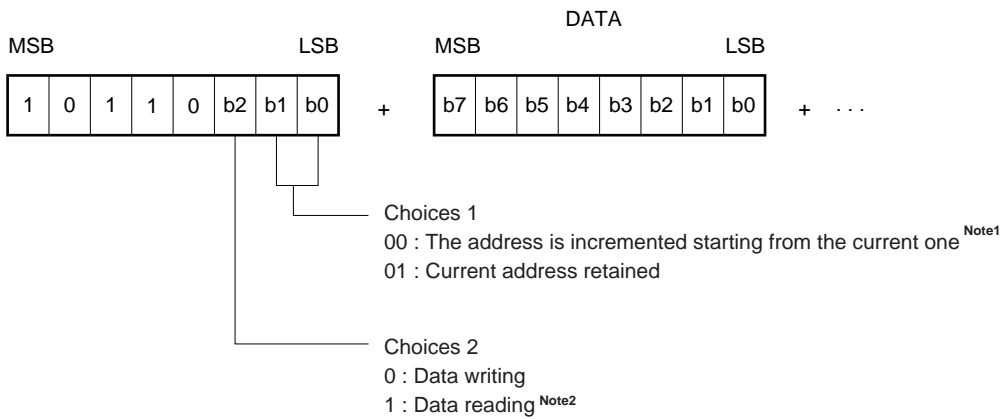 DATA
MSB LSB MSB LSB
1 0 1 1 0 b2 b1 b0 + b7 b6 b5 b4 b3 b2 b1 b0 + ...
Choices 1
00 : The address is incremented starting from the current one Note1
01 : Current address retained
Choices 2
0 : Data writing
1 : Data reading Note2